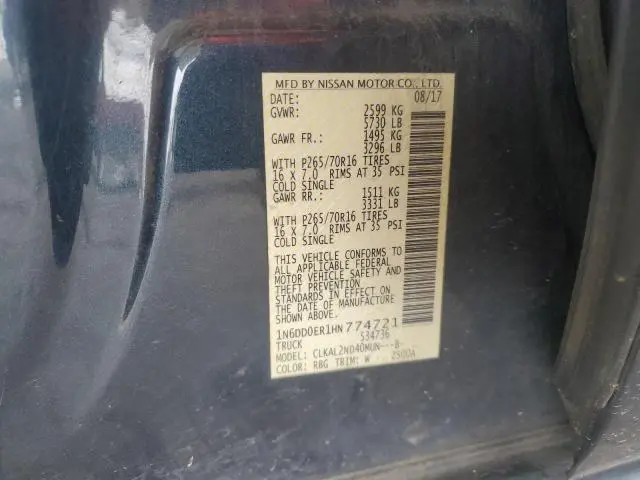 MFD BY NISSAN MOTOR CO., LTD.
DATE: 08/17
GVWR: 2599 KG
5730 LB
GAWR FR.: 1495 KG
3296 LB
WITH P265/70R16 TIRES
16 X 7.0 RIMS AT 35 PSI
COLD SINGLE
GAWR RR.: 1511 KG
3331 LB
WITH P265/70R16 TIRES
16 X 7.0 RIMS AT 35 PSI
COLD SINGLE
THIS VEHICLE CONFORMS TO
ALL APPLICABLE FEDERAL
MOTOR VEHICLE SAFETY AND
THEFT PREVENTION
STANDARDS IN EFFECT ON
THE DATE OF MANUFACTURE
SHOWN ABOVE.
1N6DD0ER1HN774721
TRUCK 534736
MODEL: CLKAL2ND40MUN---B-
COLOR: RBG TRIM: W